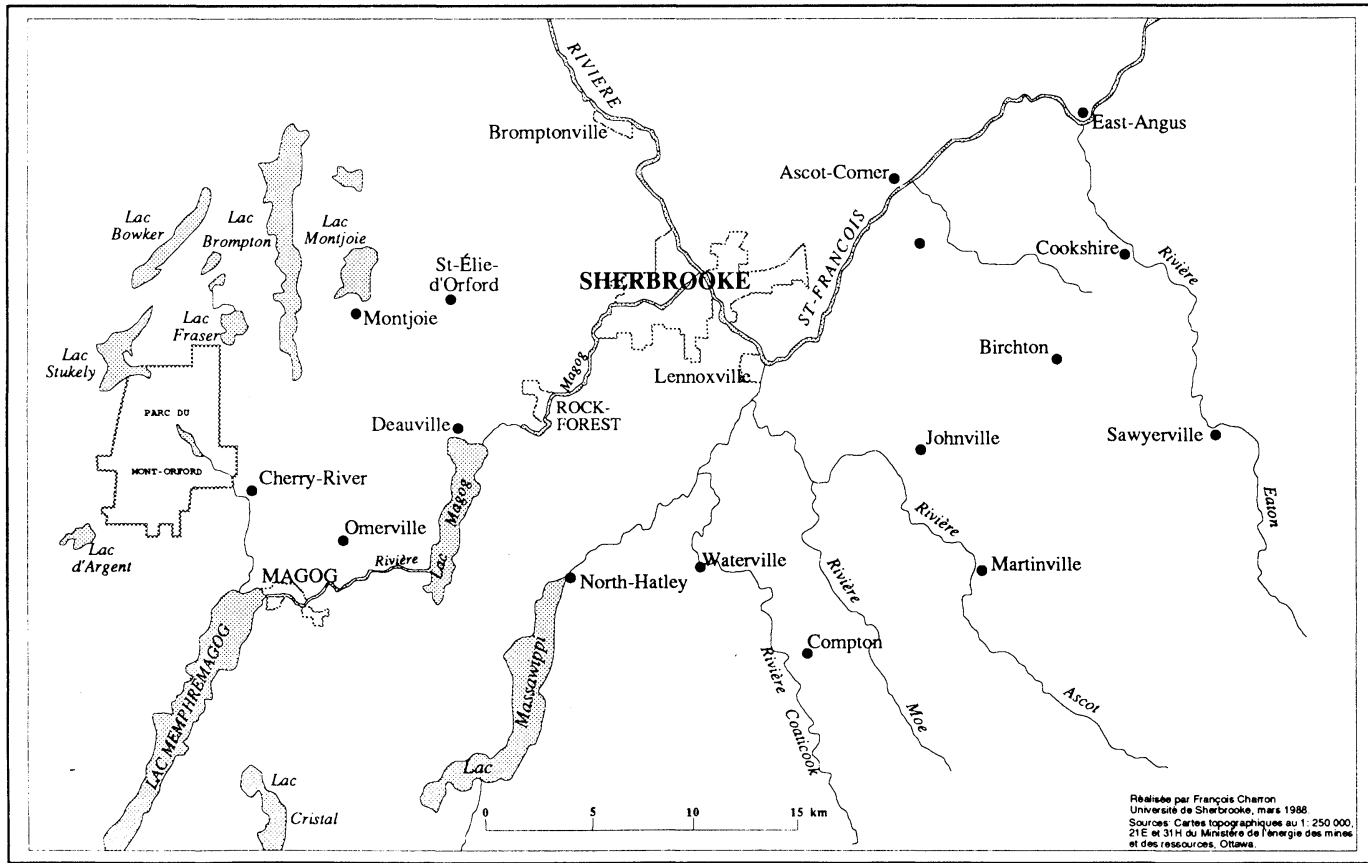 RIVIERE
Bromptonville
East-Angus
Ascot-Corner
Lac
Bowker
Lac
Brompton
Lac
Montjoie
St-Élie-
d'Orford
SHERBROOKE
ST-FRANCOIS
Cookshire
Rivière
Montjoie
Lac
Fraser
Lac
Stukely
Magog
Lennoxville
Birchton
PARC DU
MONT-ORFORD
Deauville
ROCK-
FOREST
Johnville
Sawyerville
Cherry-River
Lac Magog
Rivière
Eaton
Omerville
Lac
d'Argent
MAGOG
Rivière
North-Hatley
Waterville
Martinville
Rivière
Compton
LAC MEMPHRÉMAGOG
Massawippi
Lac
Rivière
Coaticook
Moe
Ascot
Lac
Cristal
0 5 10 15 km
Réalisée par François Charron
Université de Sherbrooke, mars 1988.
Sources: Cartes topographiques au 1: 250 000,
21E et 31H du Ministère de l'énergie des mines
et des ressources, Ottawa.